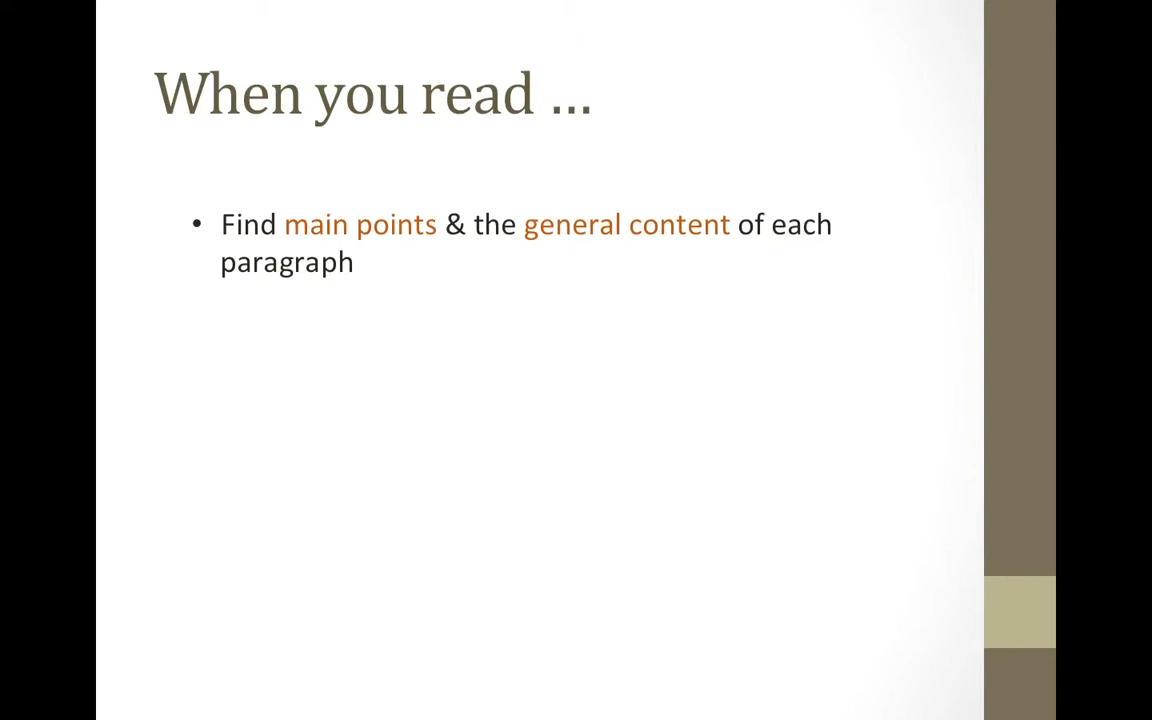 When you read …
• Find main points & the general content of each
paragraph